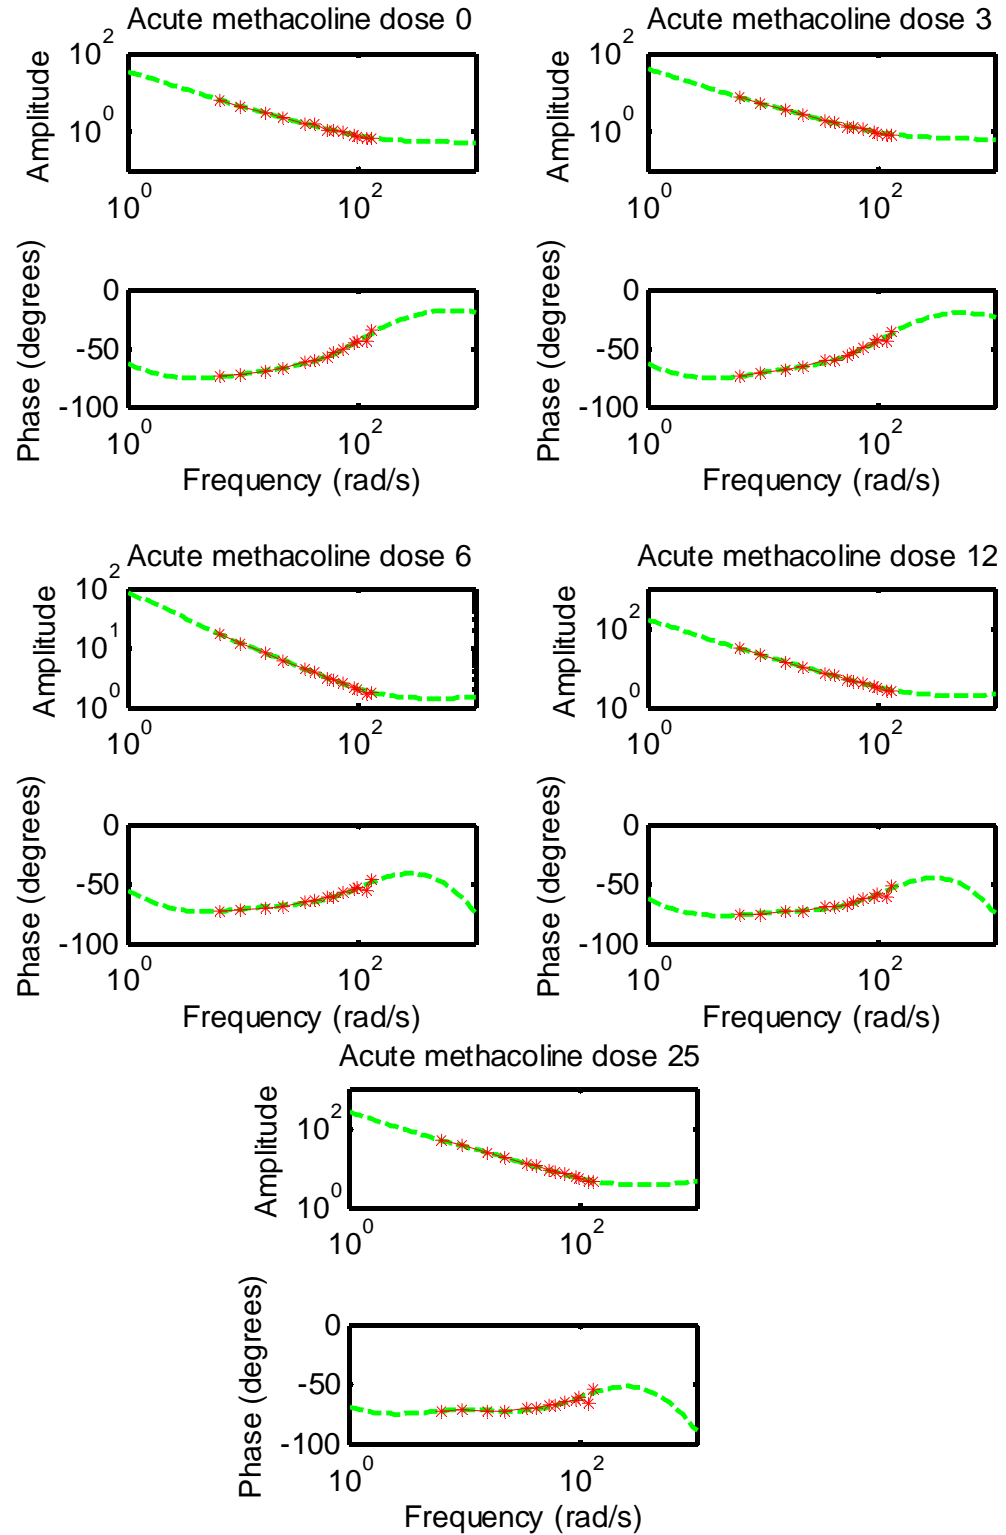 Acute methacoline dose 0
Amplitude
10^2
10^0
10^0
10^2
Phase (degrees)
0
-50
-100
10^0
10^2
Frequency (rad/s)
Acute methacoline dose 3
Amplitude
10^2
10^0
10^0
10^2
Phase (degrees)
0
-50
-100
10^0
10^2
Frequency (rad/s)
Acute methacoline dose 6
Amplitude
10^2
10^1
10^0
10^0
10^2
Phase (degrees)
0
-50
-100
10^0
10^2
Frequency (rad/s)
Acute methacoline dose 12
Amplitude
10^2
10^0
10^0
10^2
Phase (degrees)
0
-50
-100
10^0
10^2
Frequency (rad/s)
Acute methacoline dose 25
Amplitude
10^2
10^0
10^0
10^2
Phase (degrees)
0
-50
-100
10^0
10^2
Frequency (rad/s)